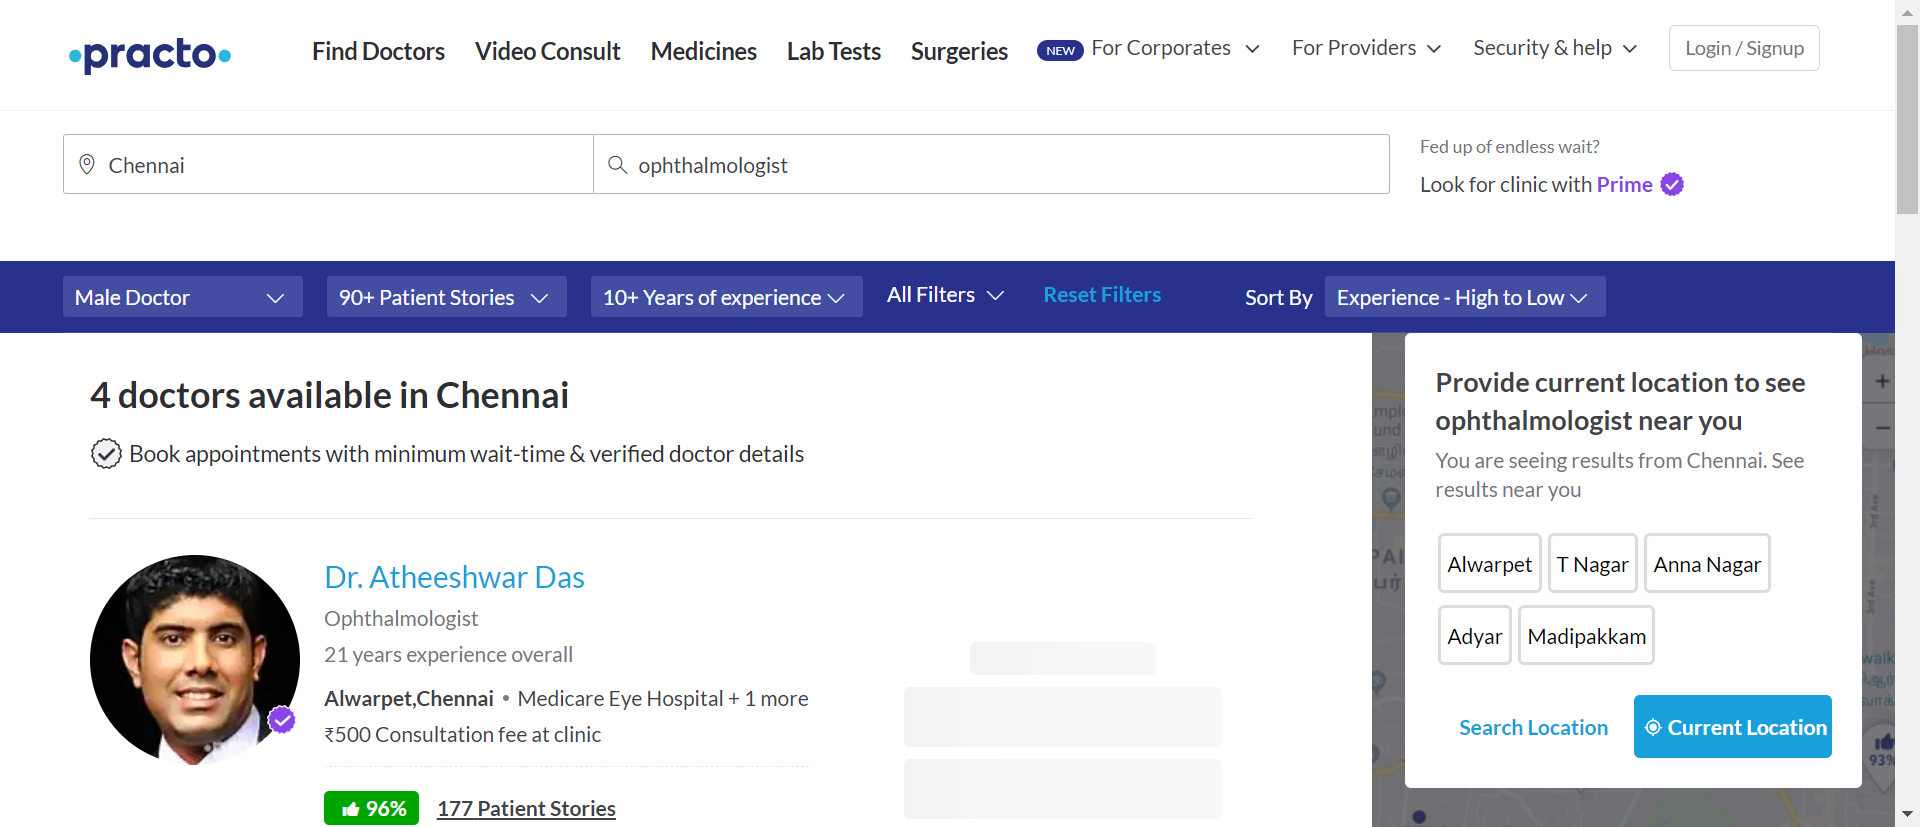 practo
Find Doctors
Video Consult
Medicines
Lab Tests
Surgeries
NEW For Corporates
For Providers
Security & help
Login / Signup
Chennai
ophthalmologist
Fed up of endless wait?
Look for clinic with Prime
Male Doctor
90+ Patient Stories
10+ Years of experience
All Filters
Reset Filters
Sort By
Experience - High to Low
4 doctors available in Chennai
Book appointments with minimum wait-time & verified doctor details
Dr. Atheeshwar Das
Ophthalmologist
21 years experience overall
Alwarpet,Chennai • Medicare Eye Hospital + 1 more
₹500 Consultation fee at clinic
96%
177 Patient Stories
Provide current location to see
ophthalmologist near you
You are seeing results from Chennai. See
results near you
Alwarpet
T Nagar
Anna Nagar
Adyar
Madipakkam
Search Location
Current Location
+
−
3rd Ave
3rd Ave
93%